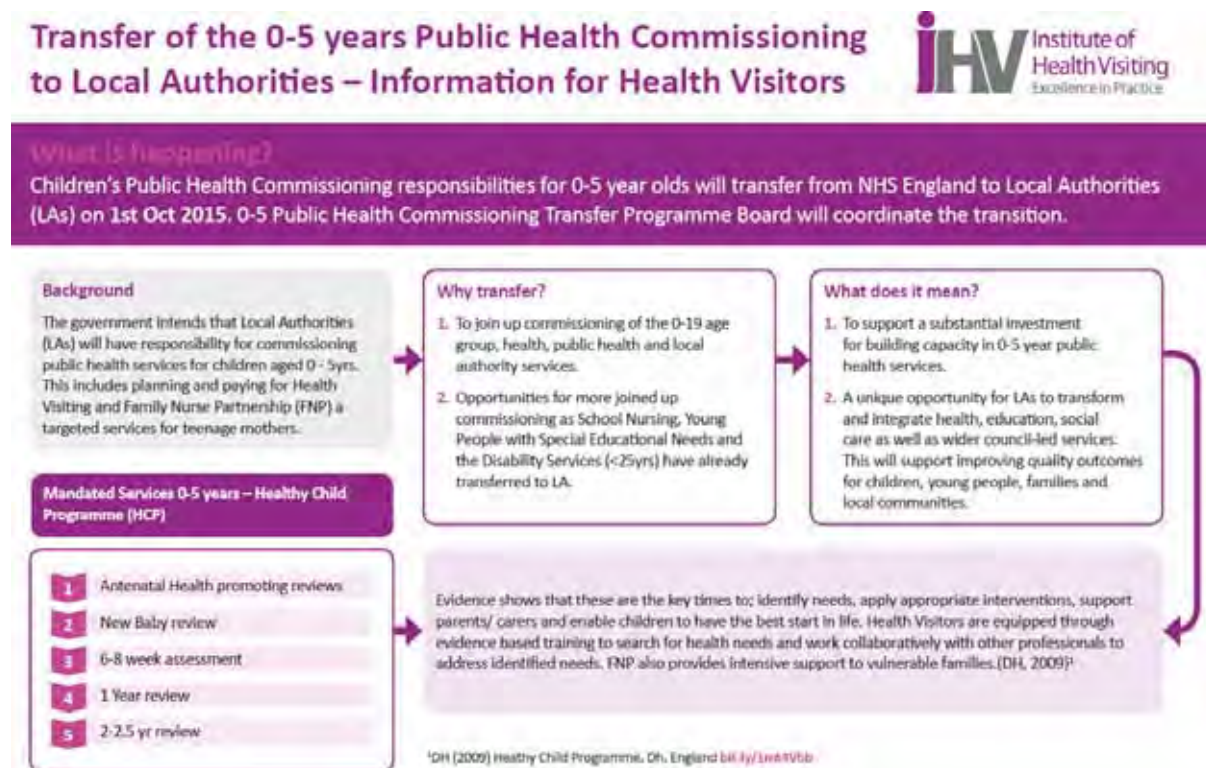 Transfer of the 0-5 years Public Health Commissioning
to Local Authorities – Information for Health Visitors
iHV
Institute of
Health Visiting
Excellence in Practice
What is happening?
Children's Public Health Commissioning responsibilities for 0-5 year olds will transfer from NHS England to Local Authorities
(LAs) on 1st Oct 2015. 0-5 Public Health Commissioning Transfer Programme Board will coordinate the transition.
Background
The government intends that Local Authorities
(LAs) will have responsibility for commissioning
public health services for children aged 0 - 5yrs.
This includes planning and paying for Health
Visiting and Family Nurse Partnership (FNP) a
targeted services for teenage mothers.
Why transfer?
1. To join up commissioning of the 0-19 age
group, health, public health and local
authority services.
2. Opportunities for more joined up
commissioning as School Nursing, Young
People with Special Educational Needs and
the Disability Services (<25yrs) have already
transferred to LA.
What does it mean?
1. To support a substantial investment
for building capacity in 0-5 year public
health services.
2. A unique opportunity for LAs to transform
and integrate health, education, social
care as well as wider council-led services.
This will support improving quality outcomes
for children, young people, families and
local communities.
Mandated Services 0-5 years – Healthy Child
Programme (HCP)
1 Antenatal Health promoting reviews
2 New Baby review
3 6-8 week assessment
4 1 Year review
5 2-2.5 yr review
Evidence shows that these are the key times to; identify needs, apply appropriate interventions, support
parents/ carers and enable children to have the best start in life. Health Visitors are equipped through
evidence based training to search for health needs and work collaboratively with other professionals to
address identified needs. FNP also provides intensive support to vulnerable families.(DH, 2009)¹
¹DH (2009) Heathy Child Programme. Dh. England